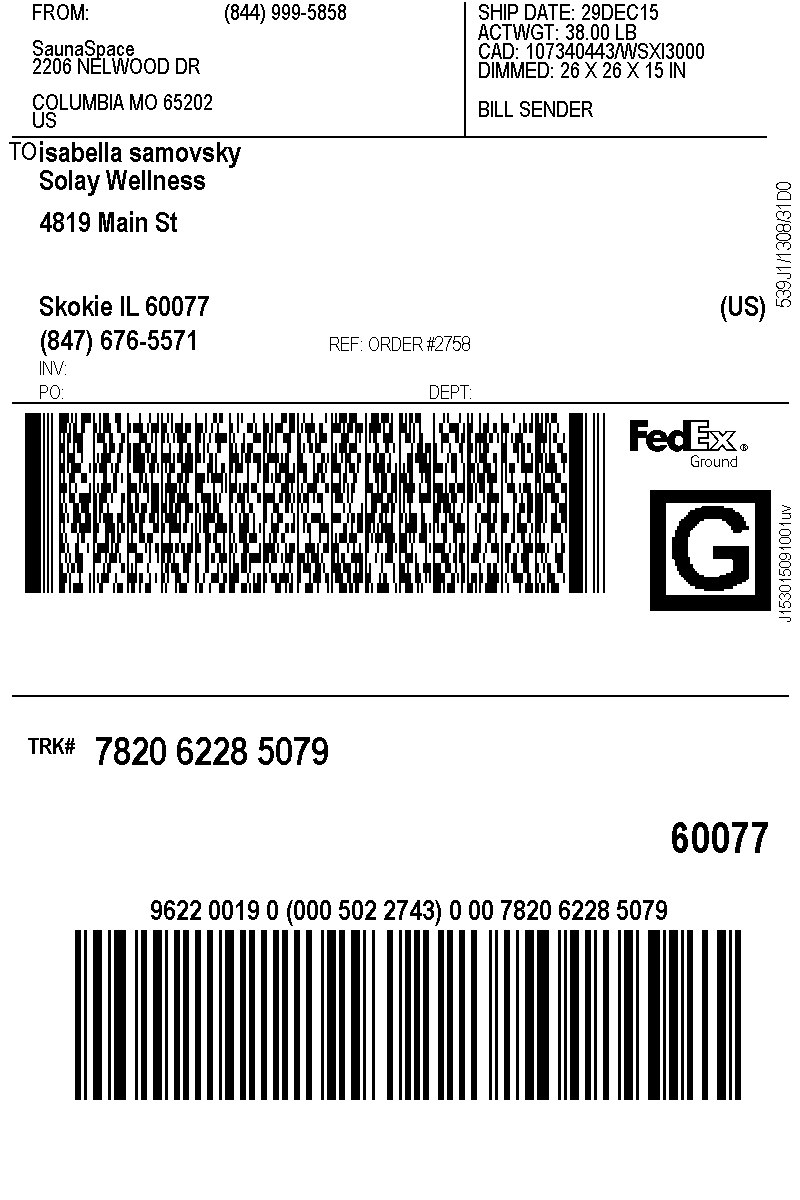 FROM: (844) 999-5858
SaunaSpace
2206 NELWOOD DR
COLUMBIA MO 65202
US
SHIP DATE: 29DEC15
ACTWGT: 38.00 LB
CAD: 107340443/WSXI3000
DIMMED: 26 X 26 X 15 IN
BILL SENDER
TO isabella samovsky
Solay Wellness
4819 Main St
Skokie IL 60077 (US)
(847) 676-5571 REF: ORDER #2758
INV:
PO: DEPT:
539J1/1308/31D0
FedEx®
Ground
G
J153015091001uv
TRK# 7820 6228 5079
60077
9622 0019 0 (000 502 2743) 0 00 7820 6228 5079